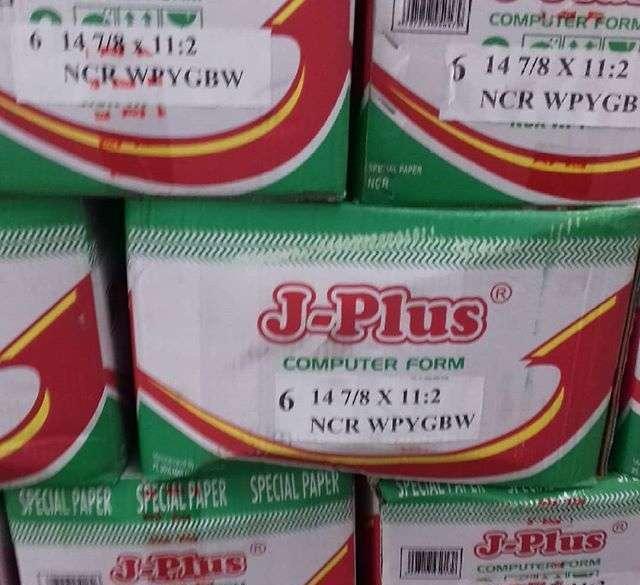 6 14 7/8 x 11:2
NCR WPYGBW
COMPUTER FORM
6 14 7/8 X 11:2
NCR WPYGB
SPECIAL PAPER
NCR
J-Plus®
COMPUTER FORM
6 14 7/8 X 11:2
NCR WPYGBW
SPECIAL PAPER SPECIAL PAPER SPECIAL PAPER
J-Plus®
SPECIAL PAPER
J-Plus®
COMPUTER FORM